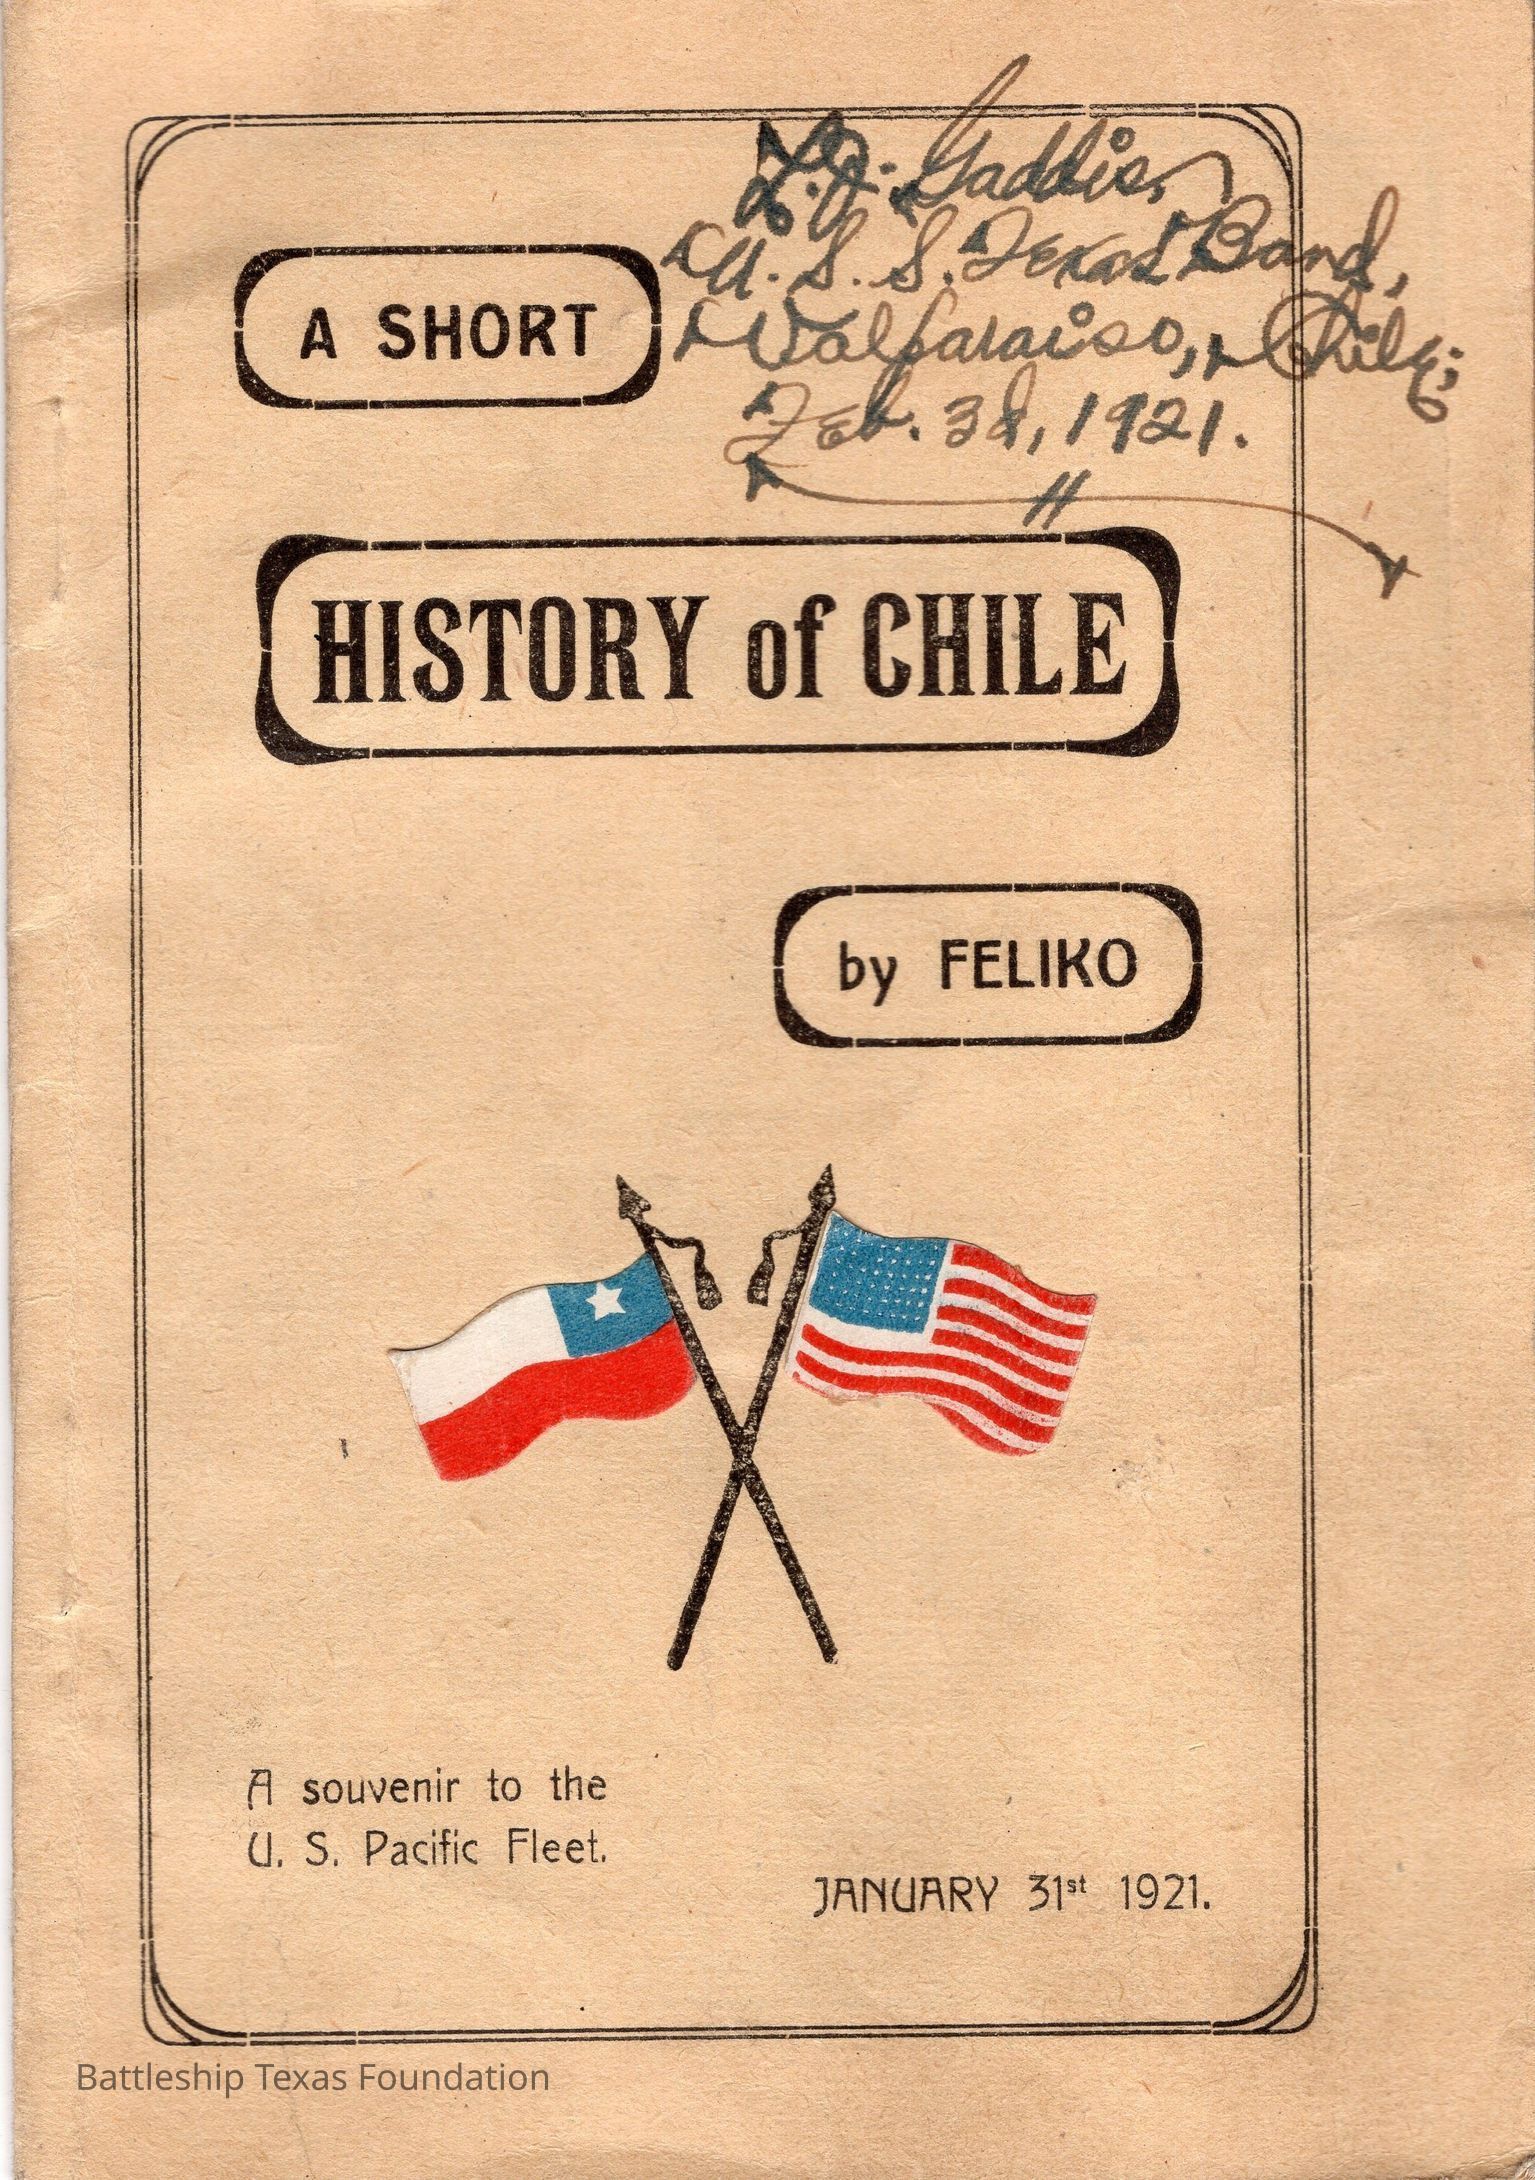 Gaddis,
U.S.S. Texas Band,
Valparaiso, Chile;
Feb. 3d, 1921.
A SHORT
HISTORY of CHILE
by FELIKO
A souvenir to the
U. S. Pacific Fleet.
JANUARY 31st 1921.
Battleship Texas Foundation